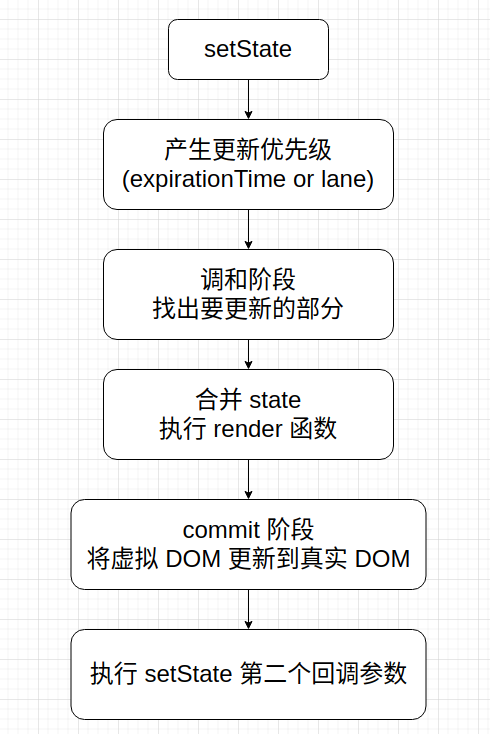 setState
产生更新优先级
(expirationTime or lane)
调和阶段
找出要更新的部分
合并 state
执行 render 函数
commit 阶段
将虚拟 DOM 更新到真实 DOM
执行 setState 第二个回调参数